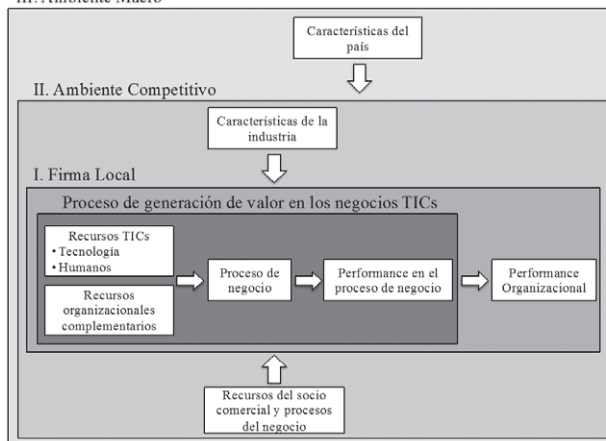 III. Ambiente Macro
Características del
país
II. Ambiente Competitivo
Características de la
industria
I. Firma Local
Proceso de generación de valor en los negocios TICs
Recursos TICs
• Tecnología
• Humanos
Recursos
organizacionales
complementarios
Proceso de
negocio
Performance en el
proceso de negocio
Performance
Organizacional
Recursos del socio
comercial y procesos
del negocio